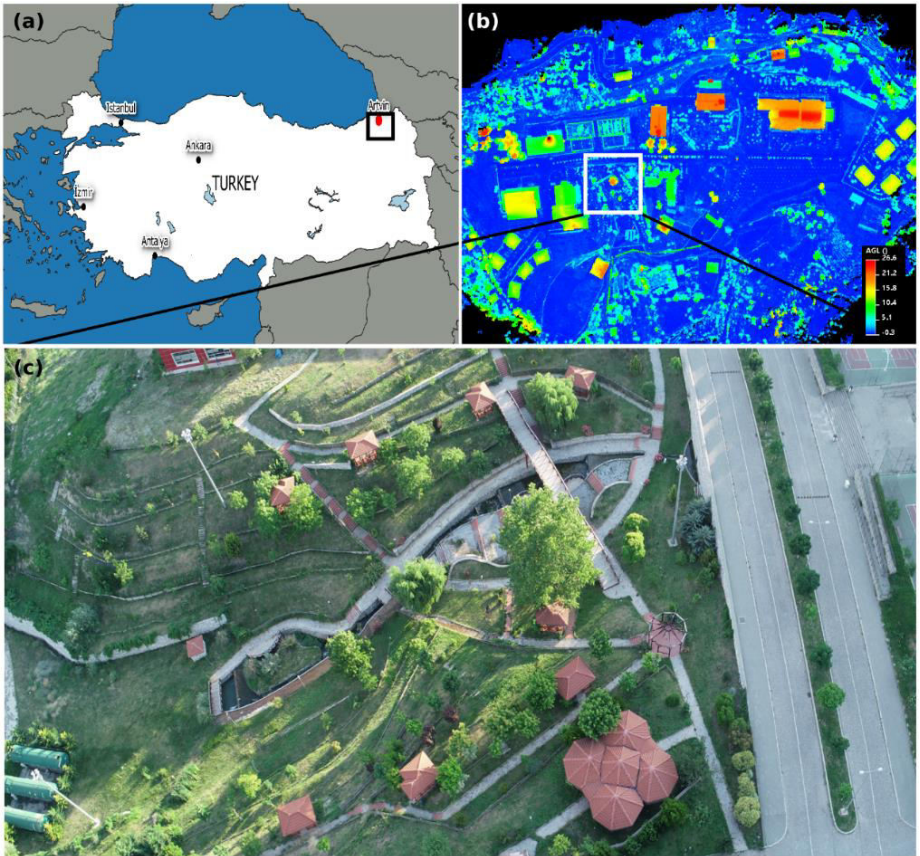 (a)
Istanbul
Artvin
Ankara
TURKEY
İzmir
Antalya
(b)
AGL ()
26.6
21.2
15.8
10.4
5.1
-0.3
(c)